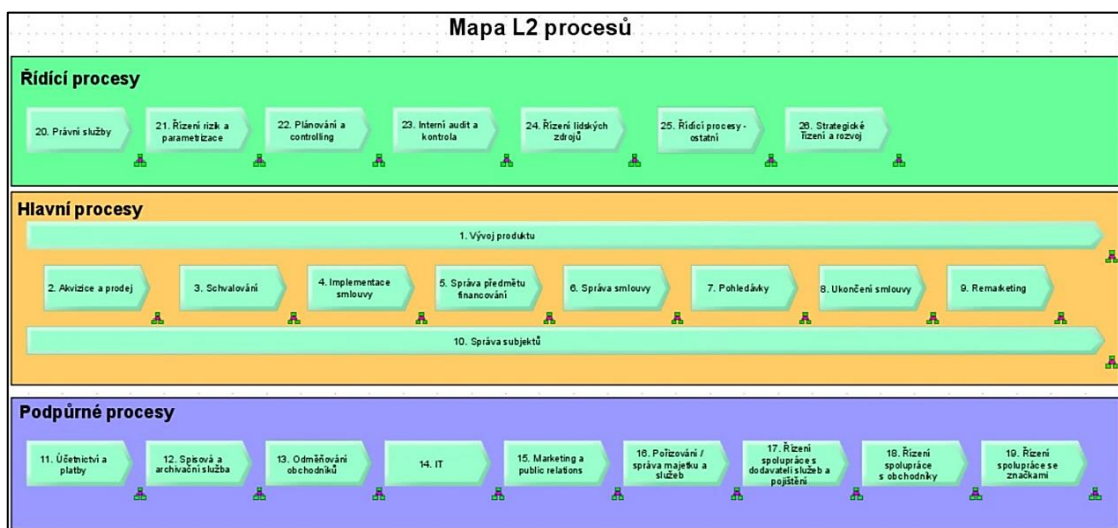 Mapa L2 procesů
Řídící procesy
20. Právní služby
21. Řízení rizik a
parametrizace
22. Plánování a
controlling
23. Interní audit a
kontrola
24. Řízení lidských
zdrojů
25. Řídící procesy -
ostatní
26. Strategické
řízení a rozvoj
Hlavní procesy
1. Vývoj produktu
2. Akvizice a prodej
3. Schvalování
4. Implementace
smlouvy
5. Správa předmětu
financování
6. Správa smlouvy
7. Pohledávky
8. Ukončení smlouvy
9. Remarketing
10. Správa subjektů
Podpůrné procesy
11. Účetnictví a
platby
12. Spisová a
archivační služba
13. Odměňování
obchodníků
14. IT
15. Marketing a
public relations
16. Pořizování /
správa majetku a
služeb
17. Řízení
spolupráce s
dodavateli služeb a
pojištění
18. Řízení
spolupráce
s obchodníky
19. Řízení
spolupráce se
značkami